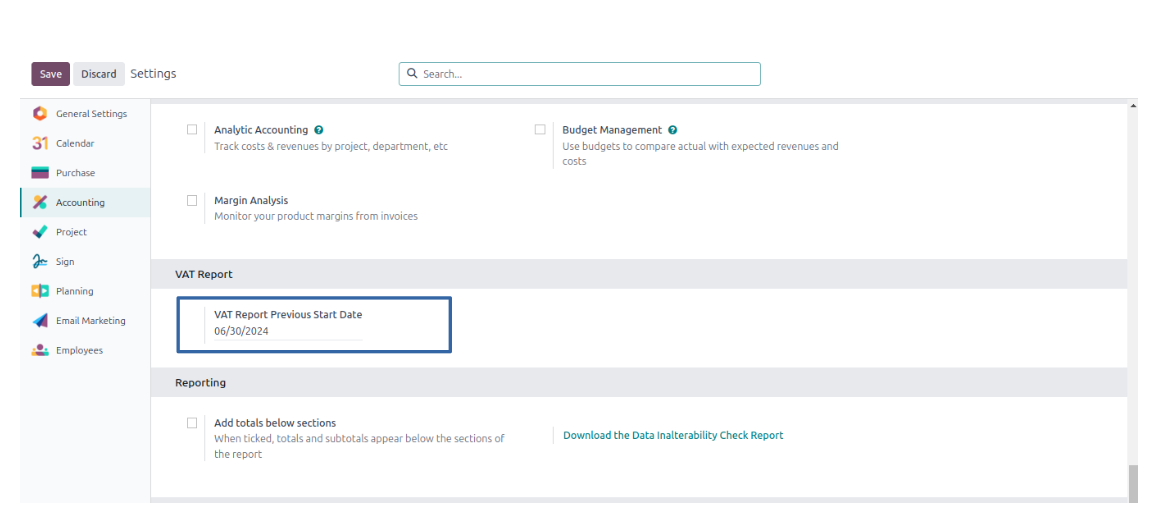 Save Discard Settings
Search...
General Settings
31 Calendar
Purchase
Accounting
Project
Sign
Planning
Email Marketing
Employees
Analytic Accounting ?
Track costs & revenues by project, department, etc
Budget Management ?
Use budgets to compare actual with expected revenues and
costs
Margin Analysis
Monitor your product margins from invoices
VAT Report
VAT Report Previous Start Date
06/30/2024
Reporting
Add totals below sections
When ticked, totals and subtotals appear below the sections of
the report
Download the Data Inalterability Check Report